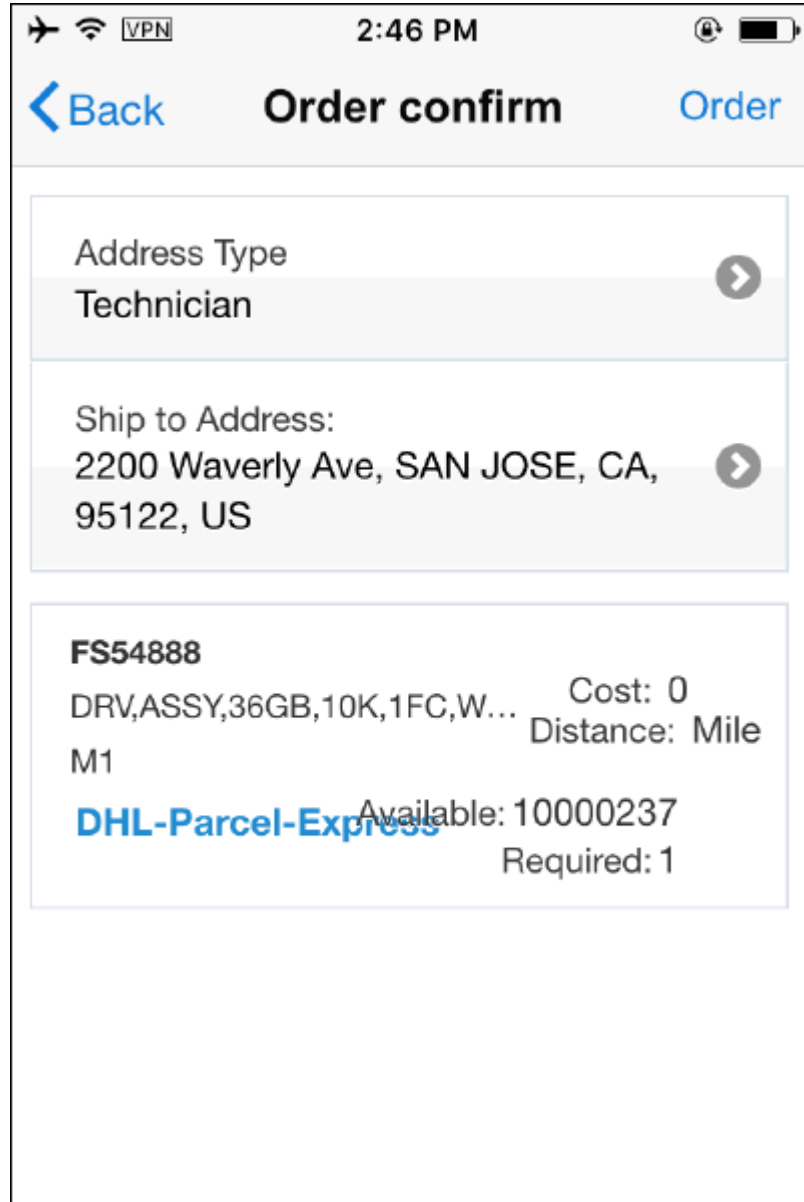 VPN 2:46 PM
Back Order confirm Order
Address Type
Technician
Ship to Address:
2200 Waverly Ave, SAN JOSE, CA,
95122, US
FS54888
DRV,ASSY,36GB,10K,1FC,W...
Cost: 0
Distance: Mile
M1
DHL-Parcel-Express
Available: 10000237
Required: 1